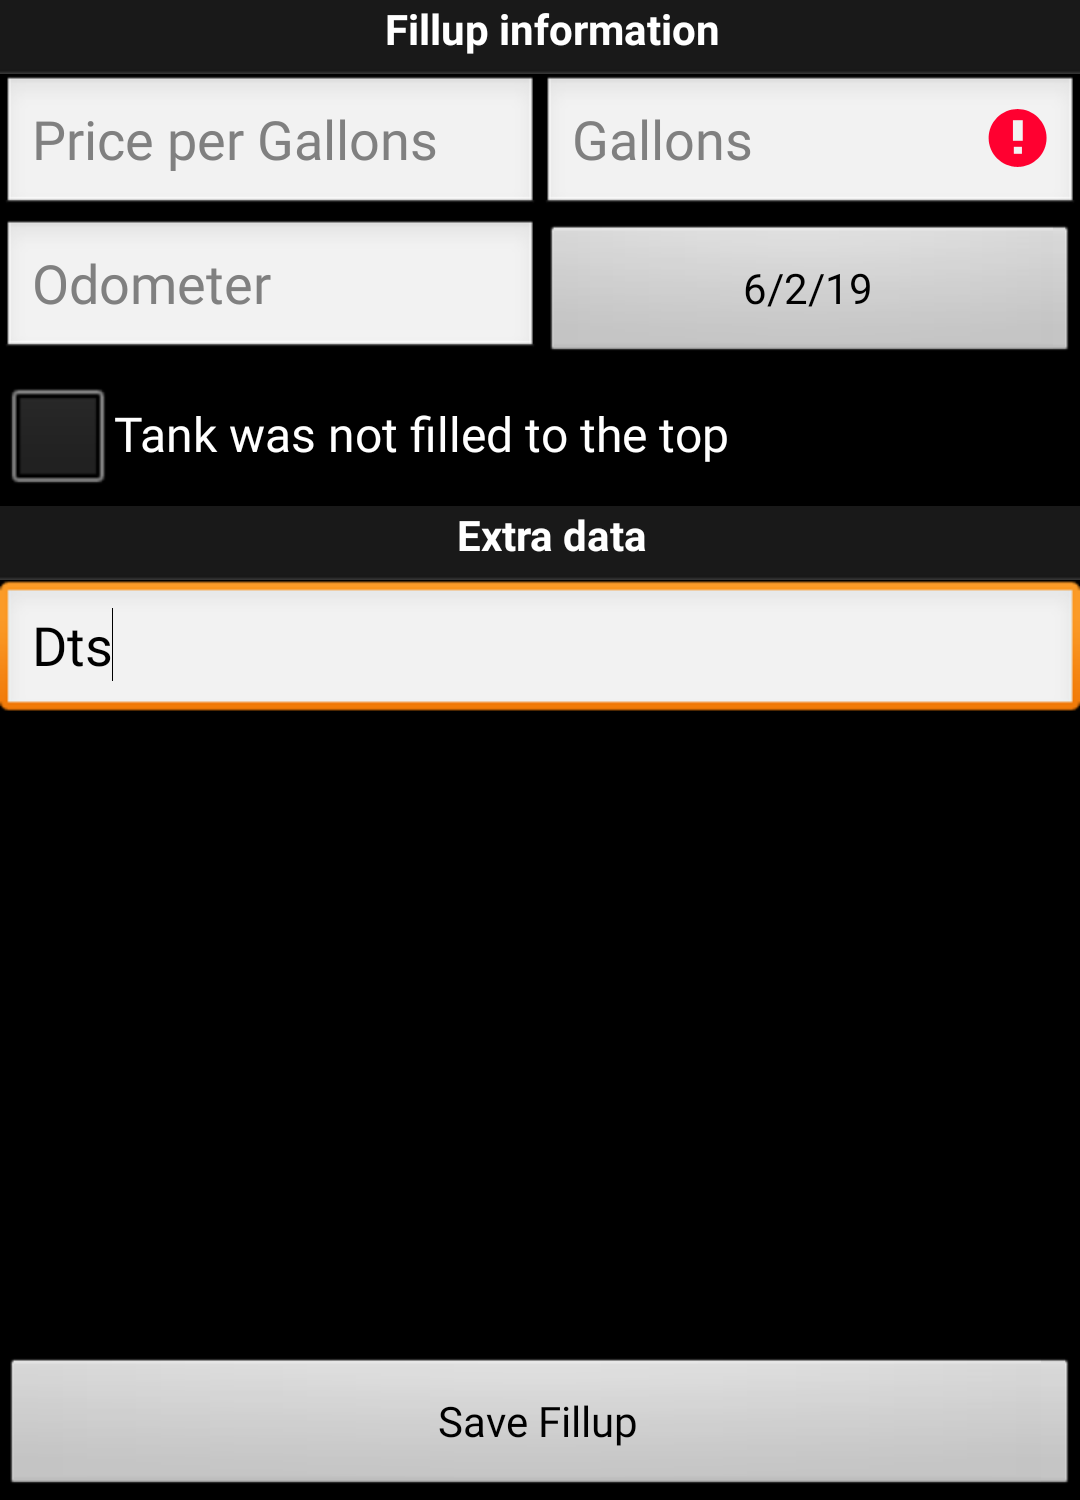 Fillup information
Price per Gallons
Gallons
Odometer
6/2/19
Tank was not filled to the top
Extra data
Dts
Save Fillup